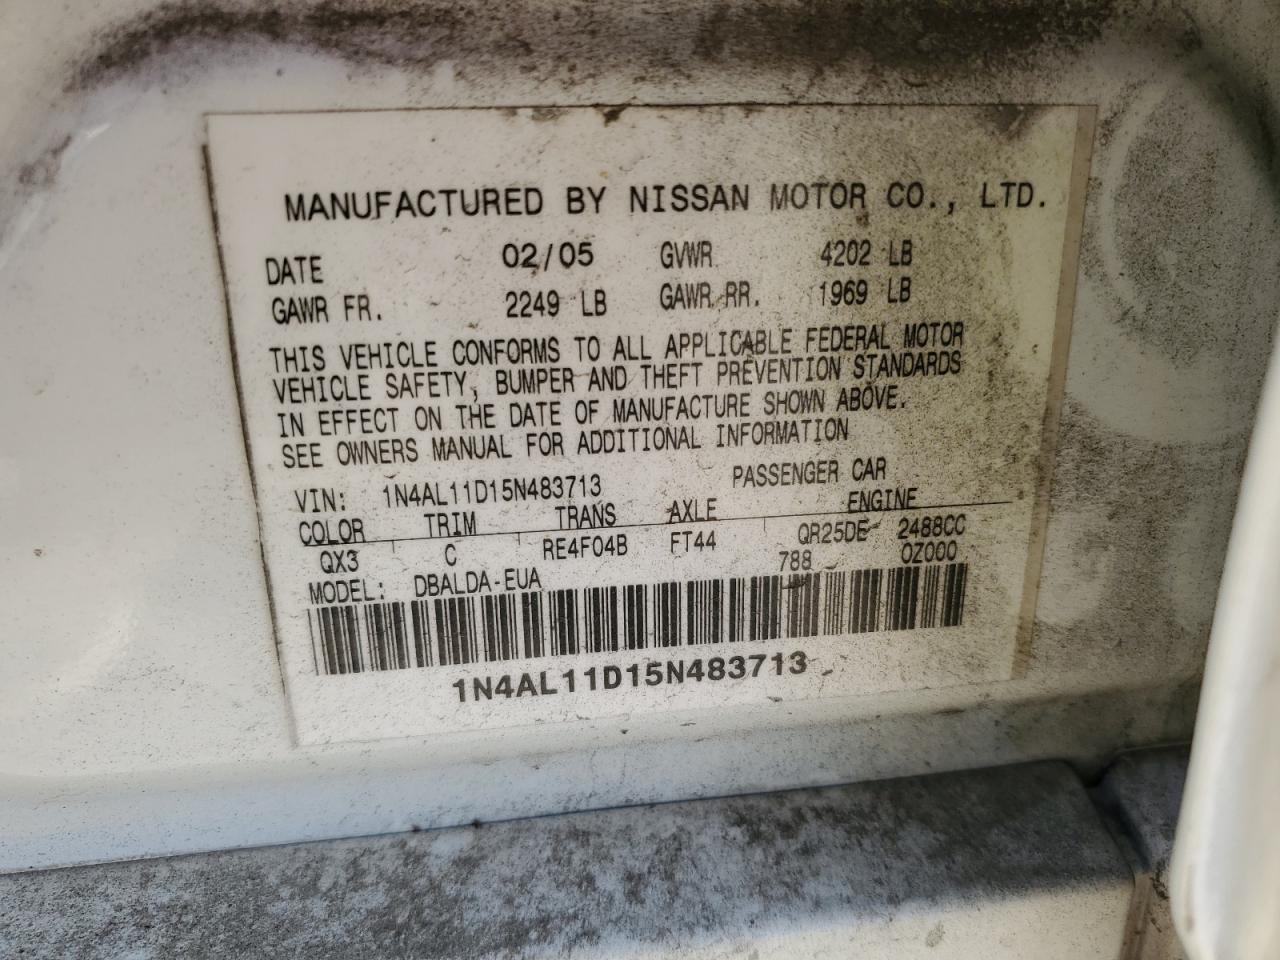 MANUFACTURED BY NISSAN MOTOR CO., LTD.
DATE 02/05 GVWR 4202 LB
GAWR FR. 2249 LB GAWR RR. 1969 LB
THIS VEHICLE CONFORMS TO ALL APPLICABLE FEDERAL MOTOR
VEHICLE SAFETY, BUMPER AND THEFT PREVENTION STANDARDS
IN EFFECT ON THE DATE OF MANUFACTURE SHOWN ABOVE.
SEE OWNERS MANUAL FOR ADDITIONAL INFORMATION
VIN: 1N4AL11D15N483713 PASSENGER CAR
COLOR TRIM TRANS AXLE ENGINE
QX3 C RE4F04B FT44 QR25DE 2488CC
MODEL: DBALDA-EUA 788 0Z000
1N4AL11D15N483713